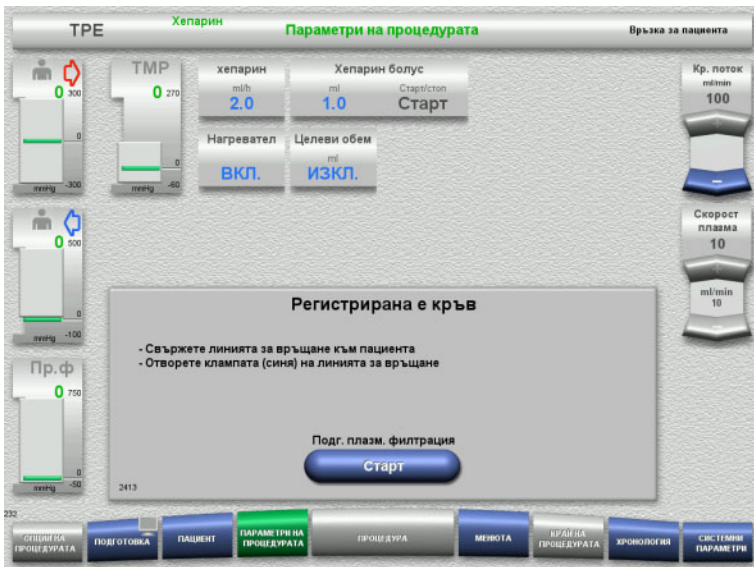 TPE
Хепарин
Параметри на процедурата
Връзка за пациента
0 300
0
mmHg -300
TMP
0 270
0
mmHg -60
хепарин
ml/h
2.0
Хепарин болус
ml Старт/стоп
1.0 Старт
Нагревател
ВКЛ.
Целеви обем
ml
ИЗКЛ.
Кр. поток
ml/min
100
+
−
0 500
0
mmHg -100
Скорост
плазма
10
+
ml/min
10
−
Пр.ф
0 750
0
mmHg -50
Регистрирана е кръв
- Свържете линията за връщане към пациента
- Отворете клампата (синя) на линията за връщане
Подг. плазм. филтрация
Старт
2413
232
ОПЦИИ НА
ПРОЦЕДУРАТА
ПОДГОТОВКА
ПАЦИЕНТ
ПАРАМЕТРИ НА
ПРОЦЕДУРАТА
ПРОЦЕДУРА
МЕНЮТА
КРАЙ НА
ПРОЦЕДУРАТА
ХРОНОЛОГИЯ
СИСТЕМНИ
ПАРАМЕТРИ